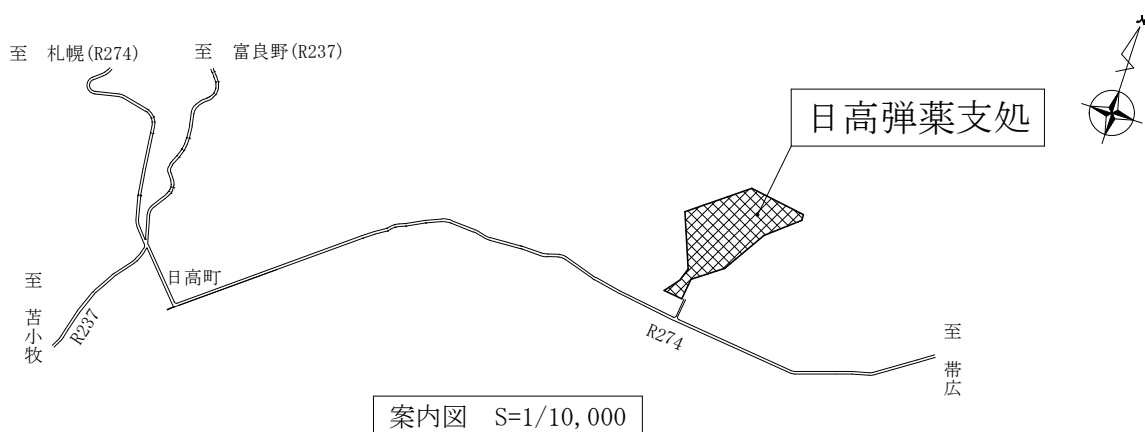 至　札幌(R274)
至　富良野(R237)
日高弾薬支処
日高町
至　苫小牧
R237
R274
至　帯広
案内図　S=1/10,000